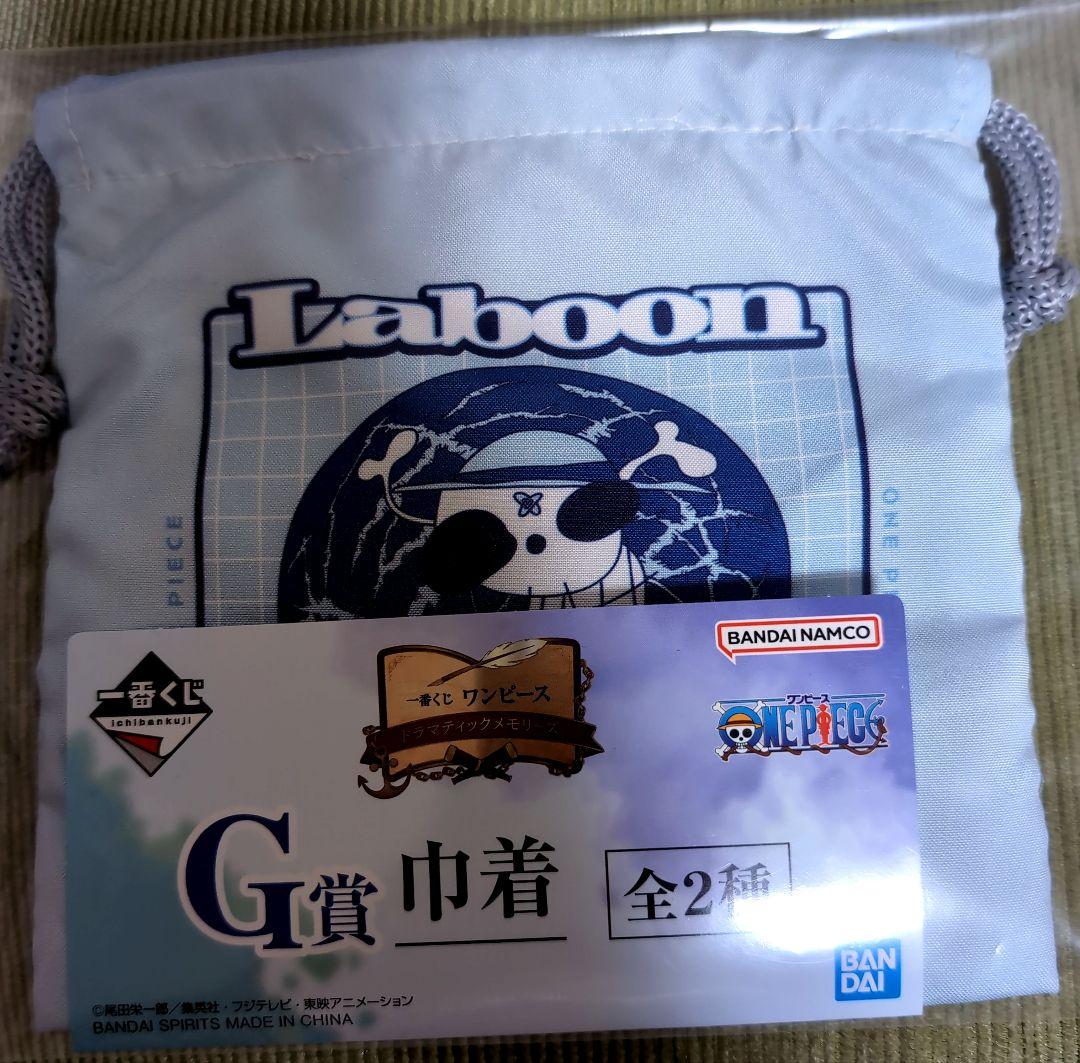 Laboon
PIECE
ONE P
BANDAI NAMCO
一番くじ
ichibankuji
一番くじ ワンピース
ドラマティックメモリーズ
ワンピース
ONE PIECE
G賞 巾着 全2種
BAN
DAI
©尾田栄一郎／集英社・フジテレビ・東映アニメーション
BANDAI SPIRITS MADE IN CHINA